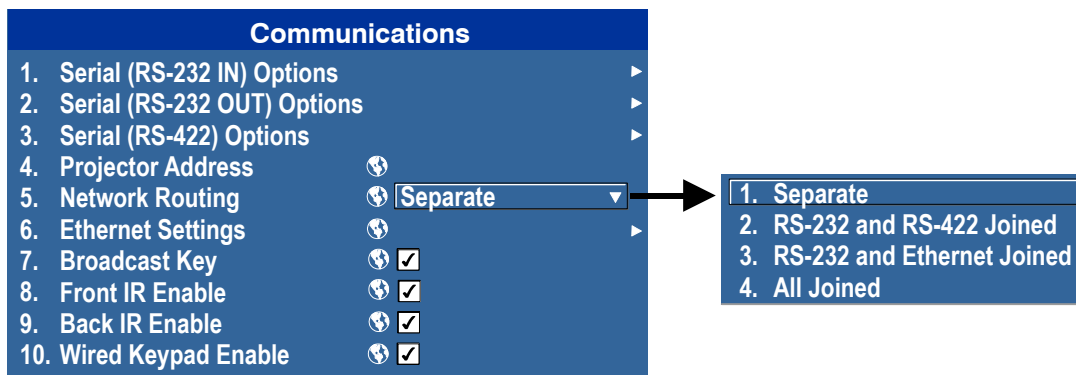 Communications
1. Serial (RS-232 IN) Options
2. Serial (RS-232 OUT) Options
3. Serial (RS-422) Options
4. Projector Address
5. Network Routing Separate
6. Ethernet Settings
7. Broadcast Key
8. Front IR Enable
9. Back IR Enable
10. Wired Keypad Enable
1. Separate
2. RS-232 and RS-422 Joined
3. RS-232 and Ethernet Joined
4. All Joined